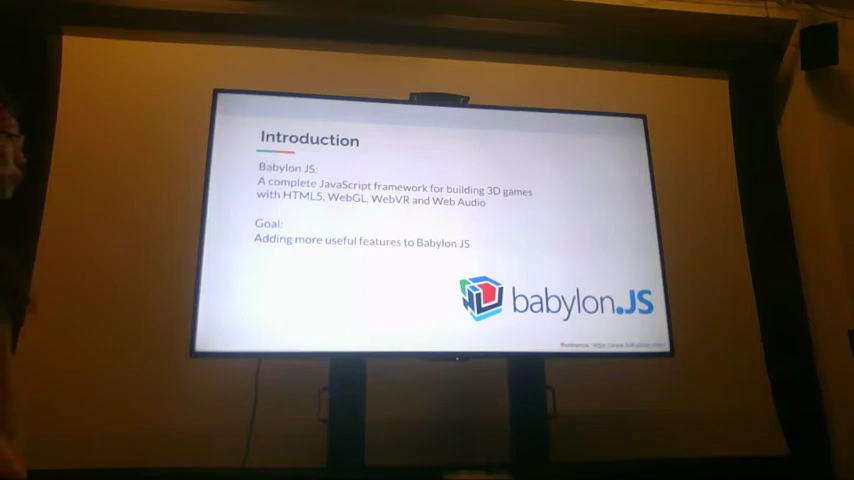 Introduction
Babylon JS:
A complete JavaScript framework for building 3D games
with HTML5, WebGL, WebVR and Web Audio
Goal:
Adding more useful features to Babylon JS
babylon.JS